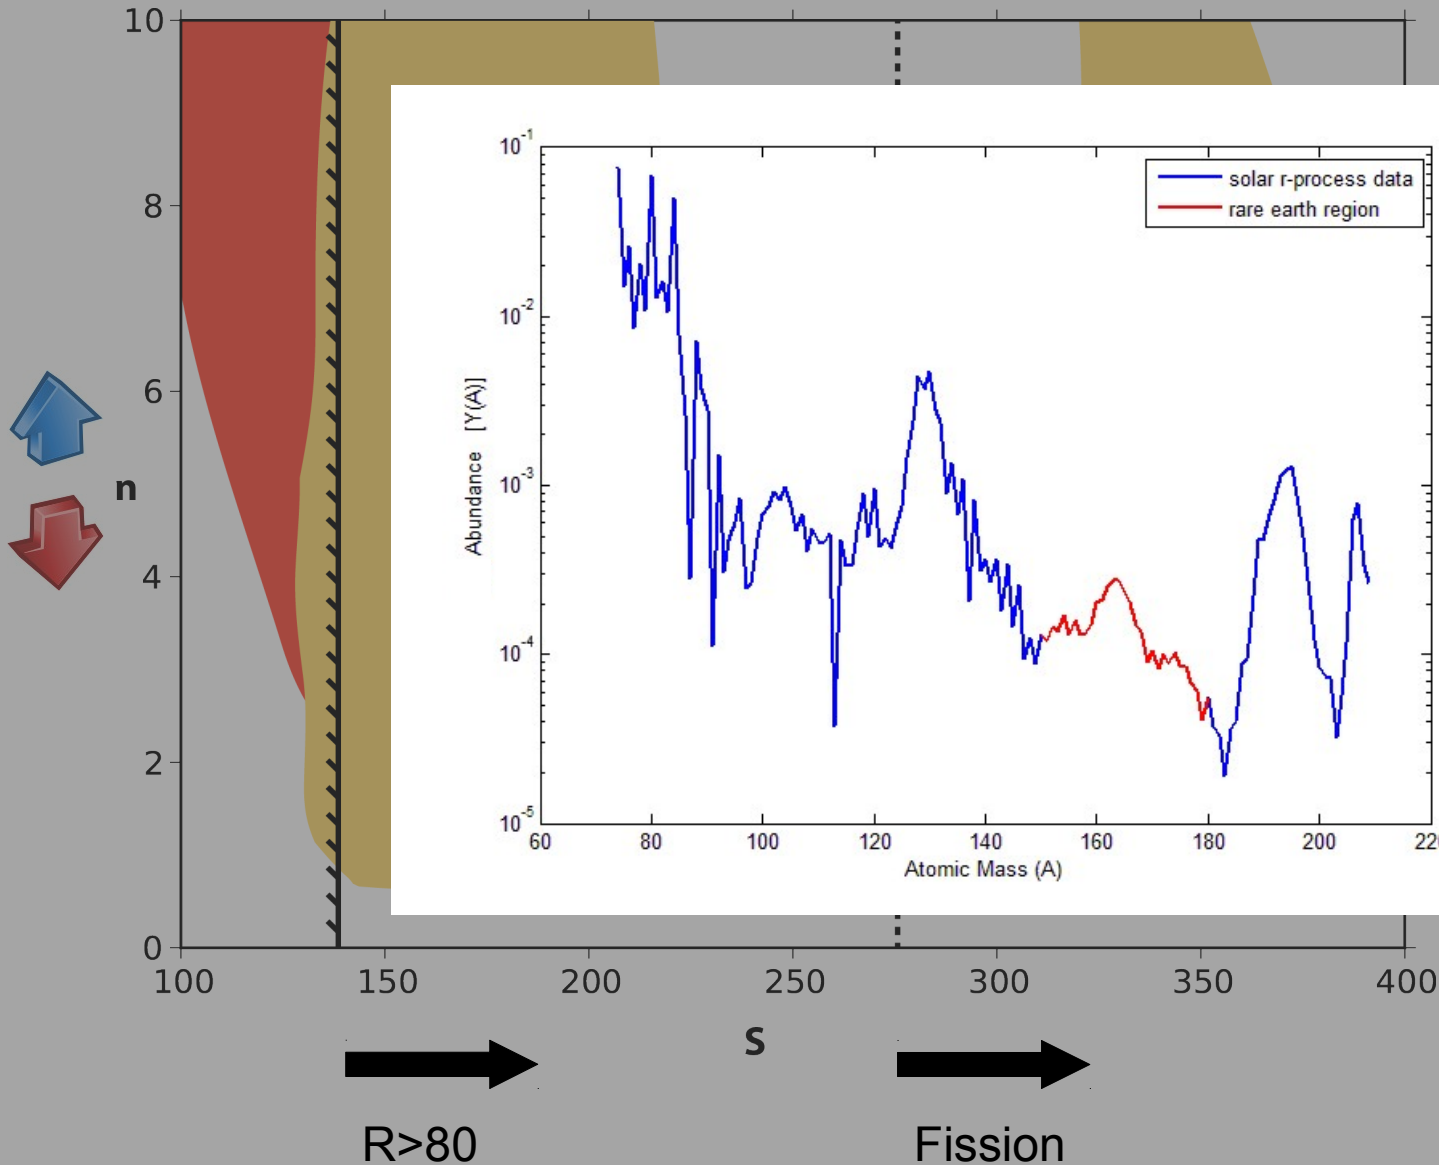 10
8
6
4
2
0
n
100 150 200 250 300 350 400
S
R>80
Fission
10^-1
10^-2
10^-3
10^-4
10^-5
Abundance [Y(A)]
solar r-process data
rare earth region
60 80 100 120 140 160 180 200
Atomic Mass (A)